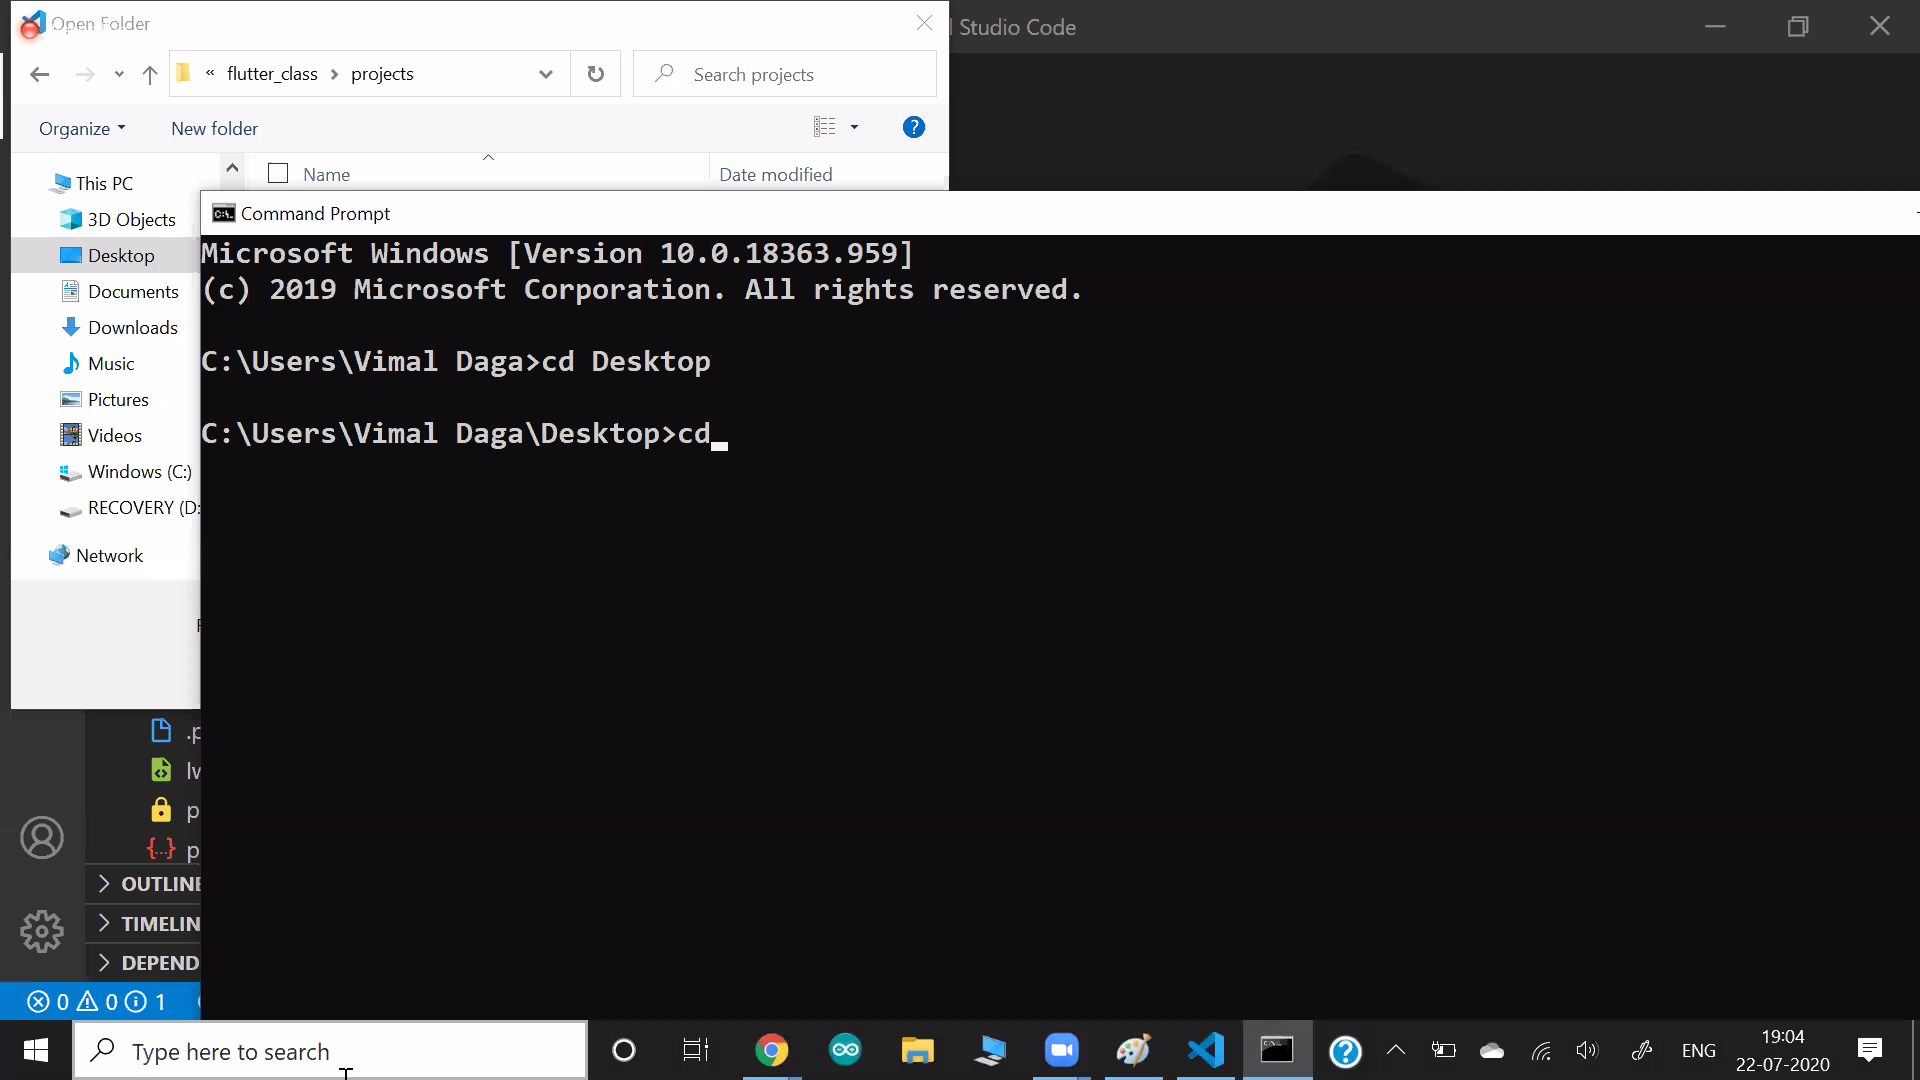 Open Folder
Studio Code
« flutter_class > projects
Search projects
Organize
New folder
Name
Date modified
This PC
3D Objects
Desktop
Documents
Downloads
Music
Pictures
Videos
Windows (C:)
RECOVERY (D:
Network
Command Prompt
Microsoft Windows [Version 10.0.18363.959]
(c) 2019 Microsoft Corporation. All rights reserved.
C:\Users\Vimal Daga>cd Desktop
C:\Users\Vimal Daga\Desktop>cd
.p
lv
p
p
OUTLINE
TIMELIN
DEPEND
0 0 1
Type here to search
ENG
19:04
22-07-2020